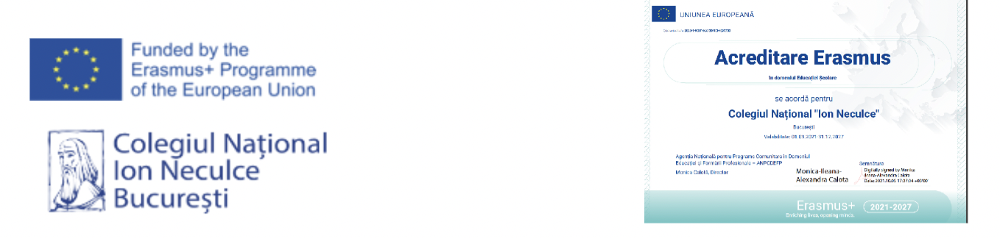 Funded by the
Erasmus+ Programme
of the European Union
Colegiul Național
Ion Neculce
București
UNIUNEA EUROPEANĂ
Acreditare Erasmus
în domeniul Educației Școlare
se acordă pentru
Colegiul Național "Ion Neculce"
București
Valabilitate: 01.03.2021-31.12.2027
Agenția Națională pentru Programe Comunitare în Domeniul
Educației și Formării Profesionale – ANPCDEFP
Monica Calotă, Director
Semnătura
Monica-Ileana-
Alexandra Calota
Digitally signed by Monica
Ileana-Alexandra Calota
Date: 2021.10.05 17:37:04 +03'00'
Erasmus+
Enriching lives, opening minds.
2021-2027